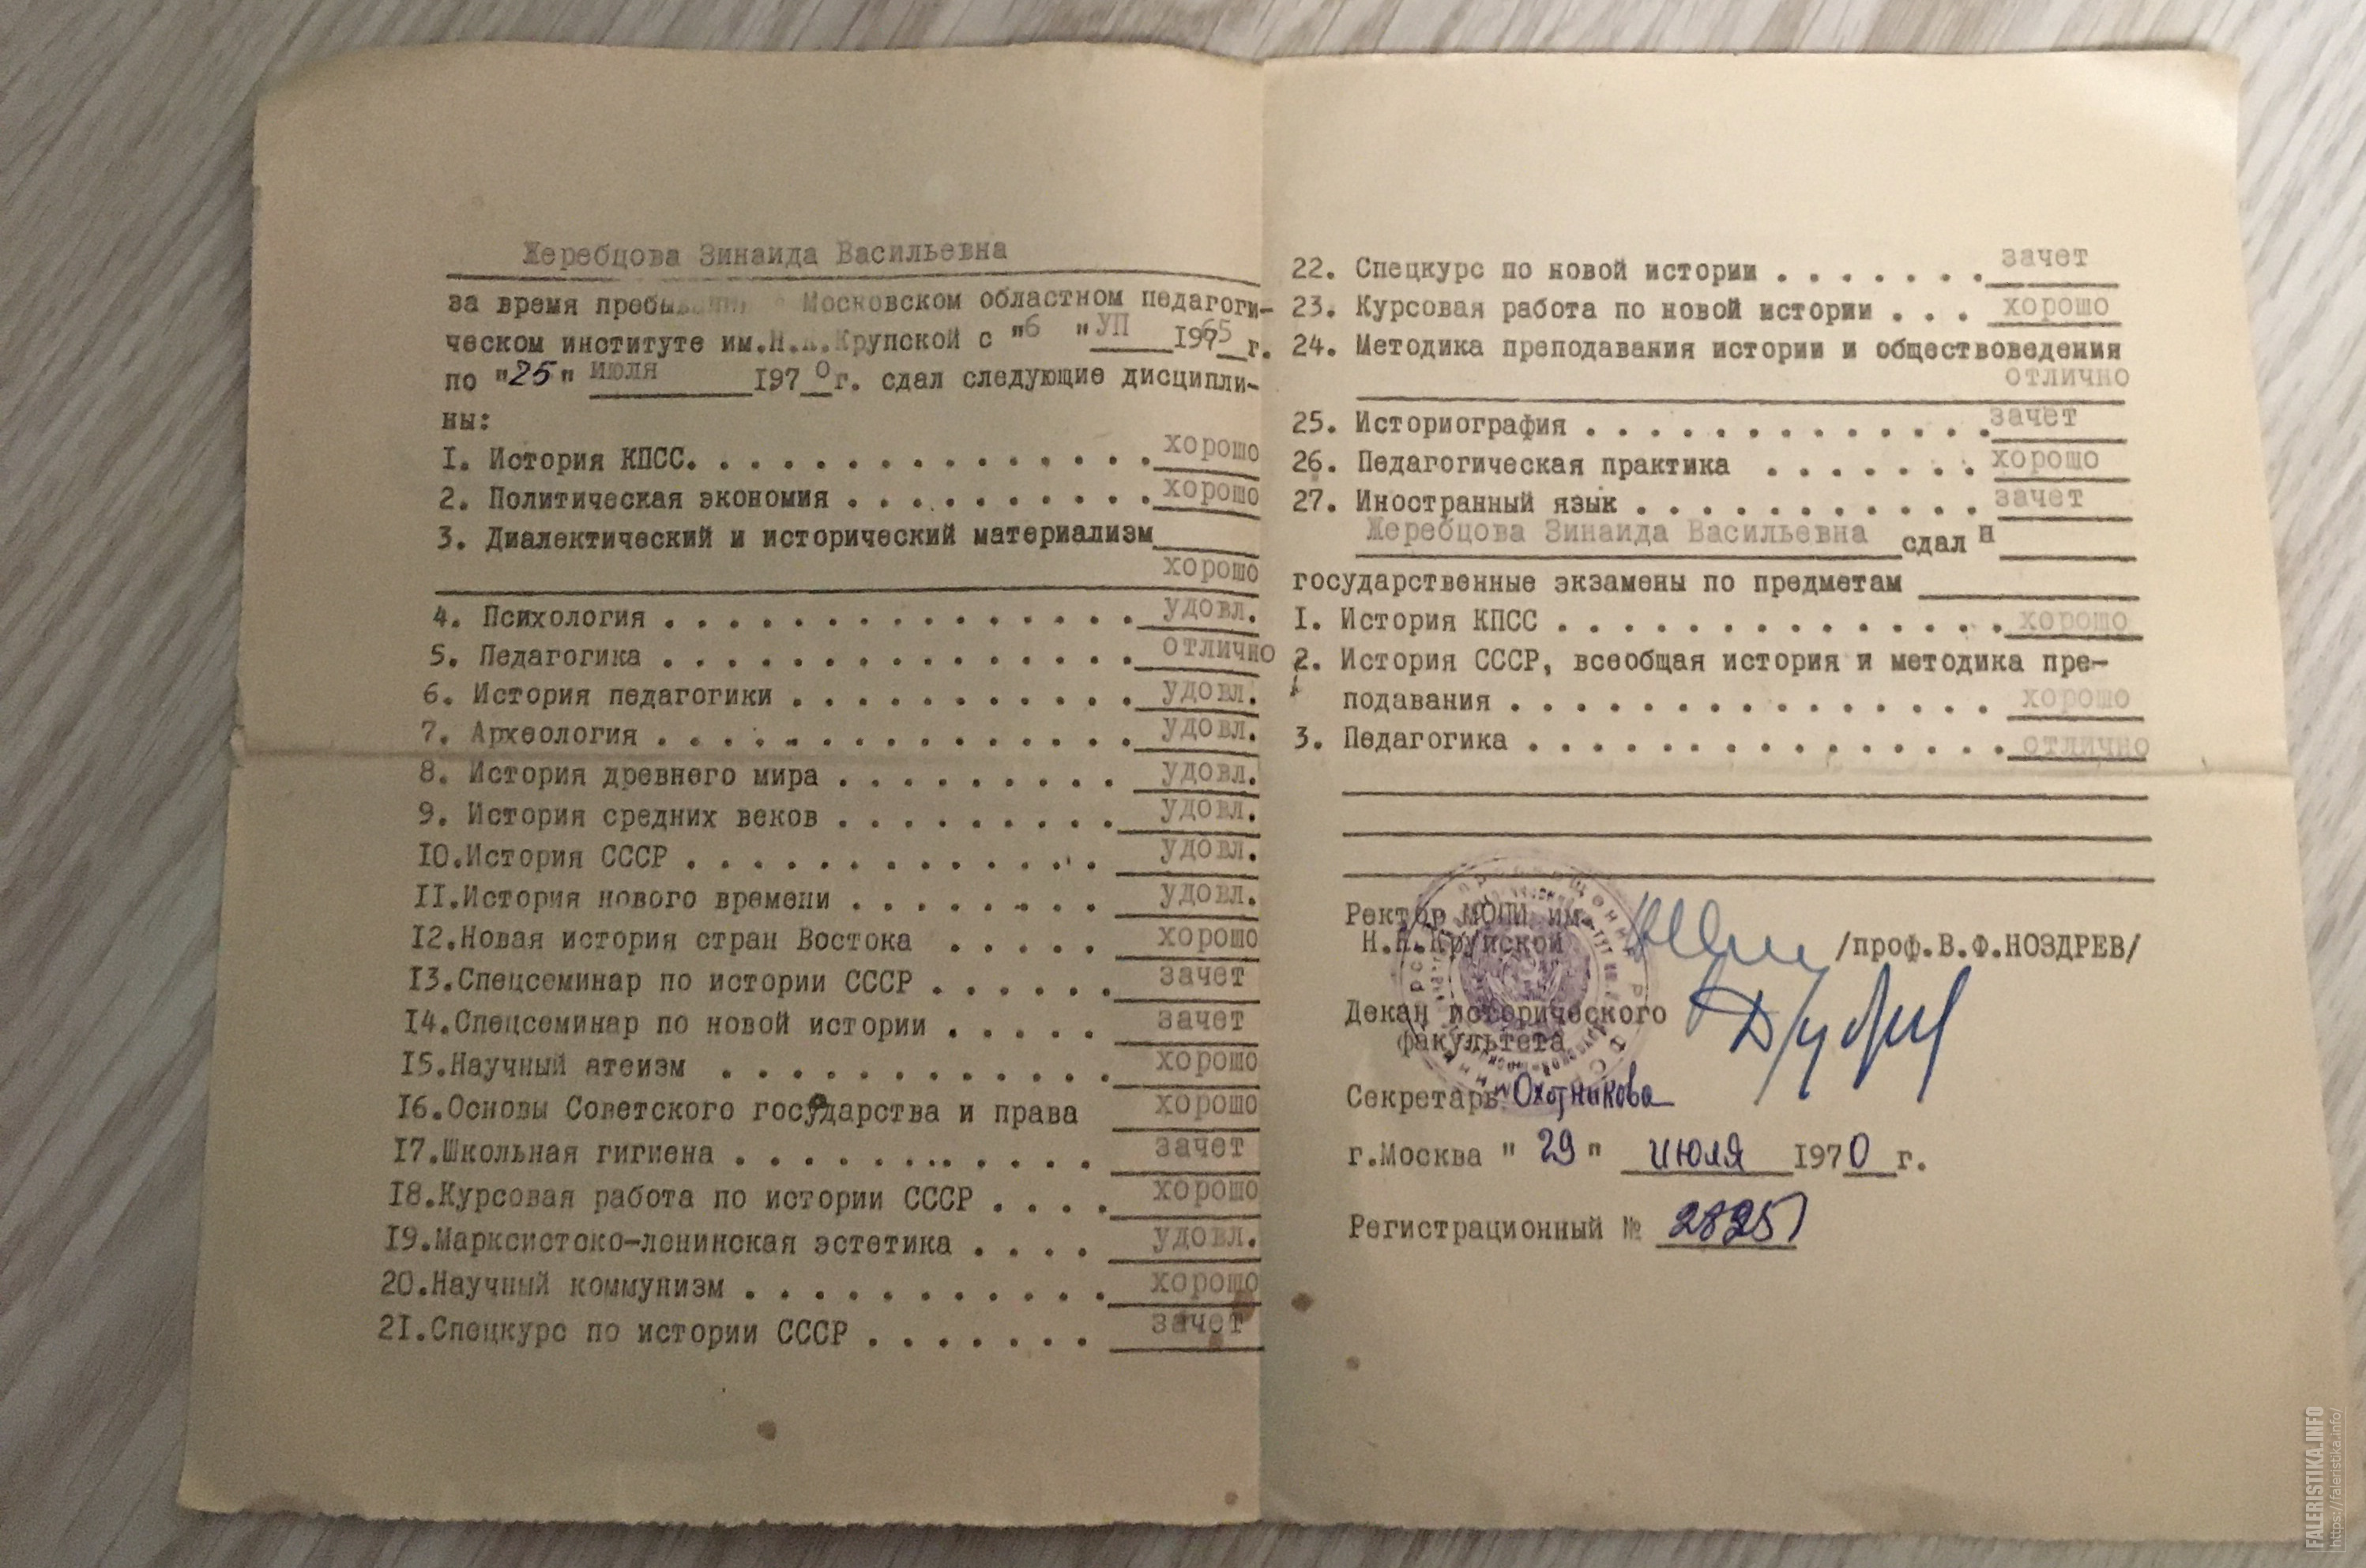 Жеребцова Зинаида Васильевна
за время пребывания Московском областном педагоги-
ческом институте им.Н.К.Крупской с "6 "УП 1965 г.
по "25" июля 1970 г. сдал следующие дисципли-
ны:
I. История КПСС. . . . . . . . . . . . . . . хорошо
2. Политическая экономия . . . . . . . . . . хорошо
3. Диалектический и исторический материализм
хорошо
4. Психология . . . . . . . . . . . . . . . удовл.
5. Педагогика . . . . . . . . . . . . . . . отлично
6. История педагогики . . . . . . . . . . . удовл.
7. Археология . . . . . . . . . . . . . . . удовл.
8. История древнего мира . . . . . . . . . . удовл.
9. История средних веков . . . . . . . . . удовл.
IO.История СССР . . . . . . . . . . . . . удовл.
II.История нового времени . . . . . . . . удовл.
I2.Новая история стран Востока . . . . . хорошо
I3.Спецсеминар по истории СССР . . . . . . зачет
I4.Спецсеминар по новой истории . . . . . зачет
I5.Научный атеизм . . . . . . . . . . . . хорошо
I6.Основы Советского государства и права хорошо
I7.Школьная гигиена . . . . . . . . . . . зачет
I8.Курсовая работа по истории СССР . . . . хорошо
I9.Марксистско-ленинская эстетика . . . . удовл.
20.Научный коммунизм . . . . . . . . . . . хорошо
2I.Спецкурс по истории СССР . . . . . . . зачет
22. Спецкурс по новой истории . . . . . . . зачет
23. Курсовая работа по новой истории . . . хорошо
24. Методика преподавания истории и обществоведения
отлично
25. Историография . . . . . . . . . . . . . зачет
26. Педагогическая практика . . . . . . . хорошо
27. Иностранный язык . . . . . . . . . . . зачет
Жеребцова Зинаида Васильевна сдал а
государственные экзамены по предметам
I. История КПСС . . . . . . . . . . . . . . хорошо
2. История СССР, всеобщая история и методика пре-
подавания . . . . . . . . . . . . . . . хорошо
3. Педагогика . . . . . . . . . . . . . . . отлично
Ректор МОПИ им.
Н.К.Крупской /проф.В.Ф.НОЗДРЕВ/
Декан исторического
факультета
Секретарь Охотникова
г.Москва "29" июля 1970 г.
Регистрационный № 28251
FALERISTIKA.INFO
https://faleristika.info/